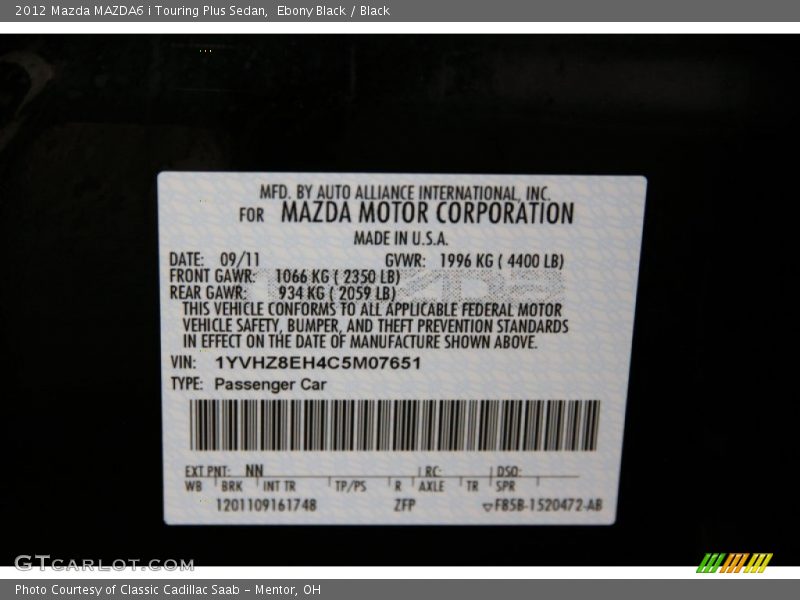 2012 Mazda MAZDA6 i Touring Plus Sedan,  Ebony Black / Black
MFD. BY AUTO ALLIANCE INTERNATIONAL, INC.
FOR MAZDA MOTOR CORPORATION
MADE IN U.S.A.
DATE: 09/11 GVWR: 1996 KG ( 4400 LB)
FRONT GAWR: 1066 KG ( 2350 LB)
REAR GAWR: 934 KG ( 2059 LB)
THIS VEHICLE CONFORMS TO ALL APPLICABLE FEDERAL MOTOR
VEHICLE SAFETY, BUMPER, AND THEFT PREVENTION STANDARDS
IN EFFECT ON THE DATE OF MANUFACTURE SHOWN ABOVE.
VIN: 1YVHZ8EH4C5M07651
TYPE: Passenger Car
EXT PNT: NN RC: DSO:
WB BRK INT TR TP/PS R AXLE TR SPR
1201109161748 ZFP F85B-1520472-AB
GTCARLOT.COM
Photo Courtesy of Classic Cadillac Saab - Mentor, OH